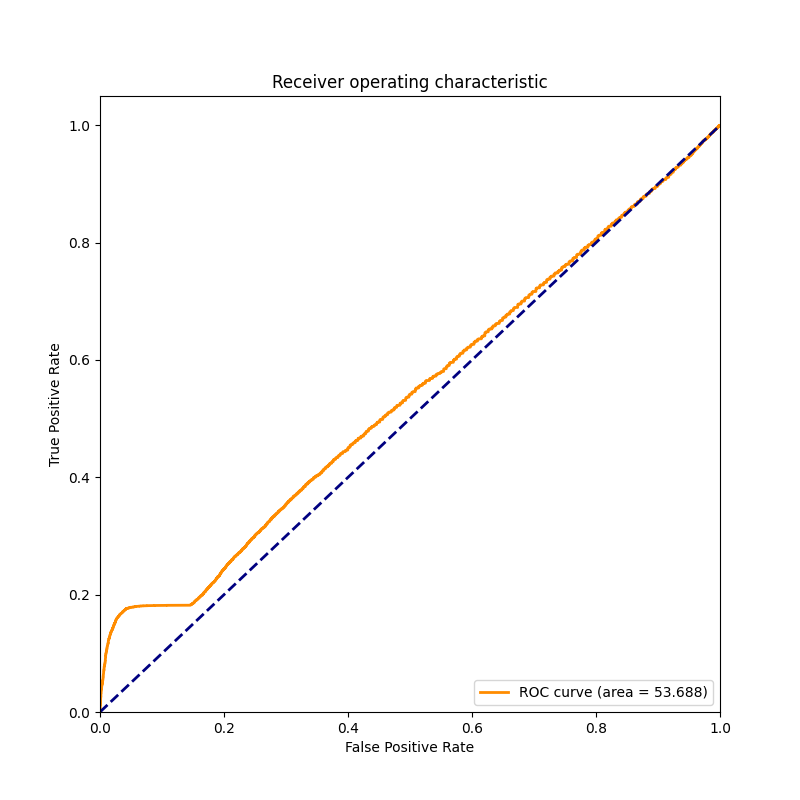 Receiver operating characteristic
1.0
0.8
0.6
0.4
0.2
0.0
True Positive Rate
ROC curve (area = 53.688)
0.0 0.2 0.4 0.6 0.8 1.0
False Positive Rate